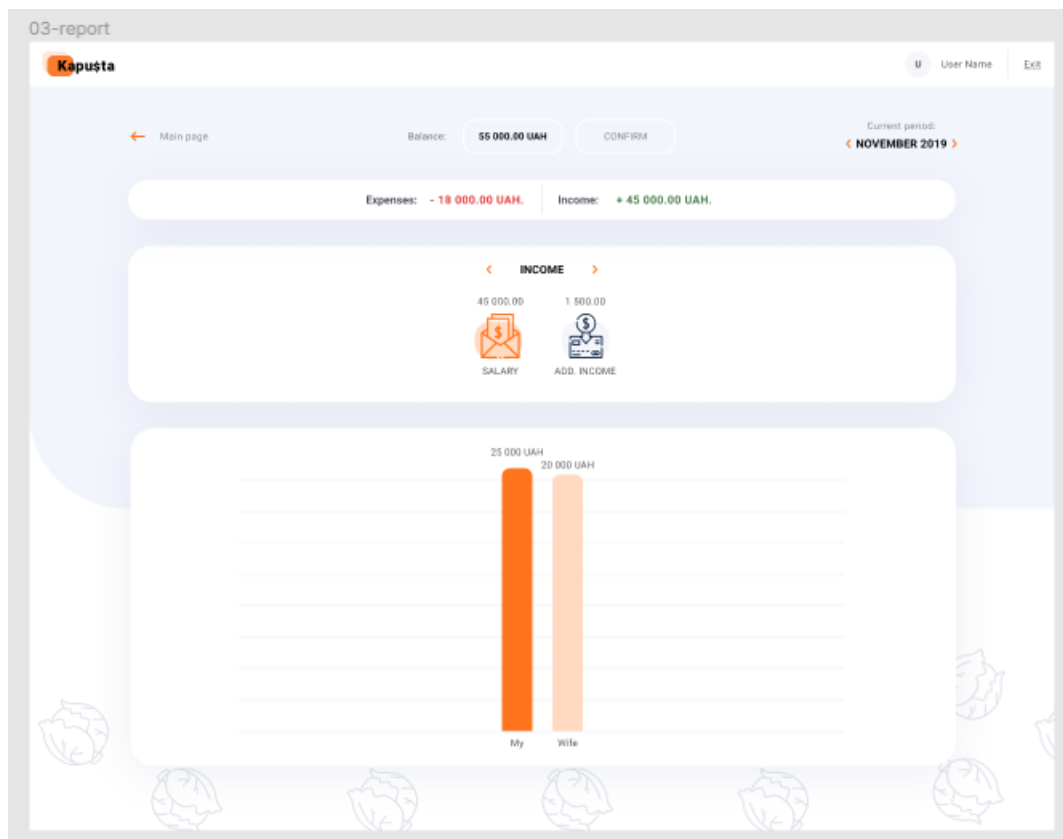 03-report
Kapu$ta
U User Name Exit
Main page
Balance: 55 000.00 UAH CONFIRM
Current period:
NOVEMBER 2019
Expenses: - 18 000.00 UAH. Income: + 45 000.00 UAH.
INCOME
45 000.00 1 500.00
SALARY ADD. INCOME
25 000 UAH
20 000 UAH
My Wife